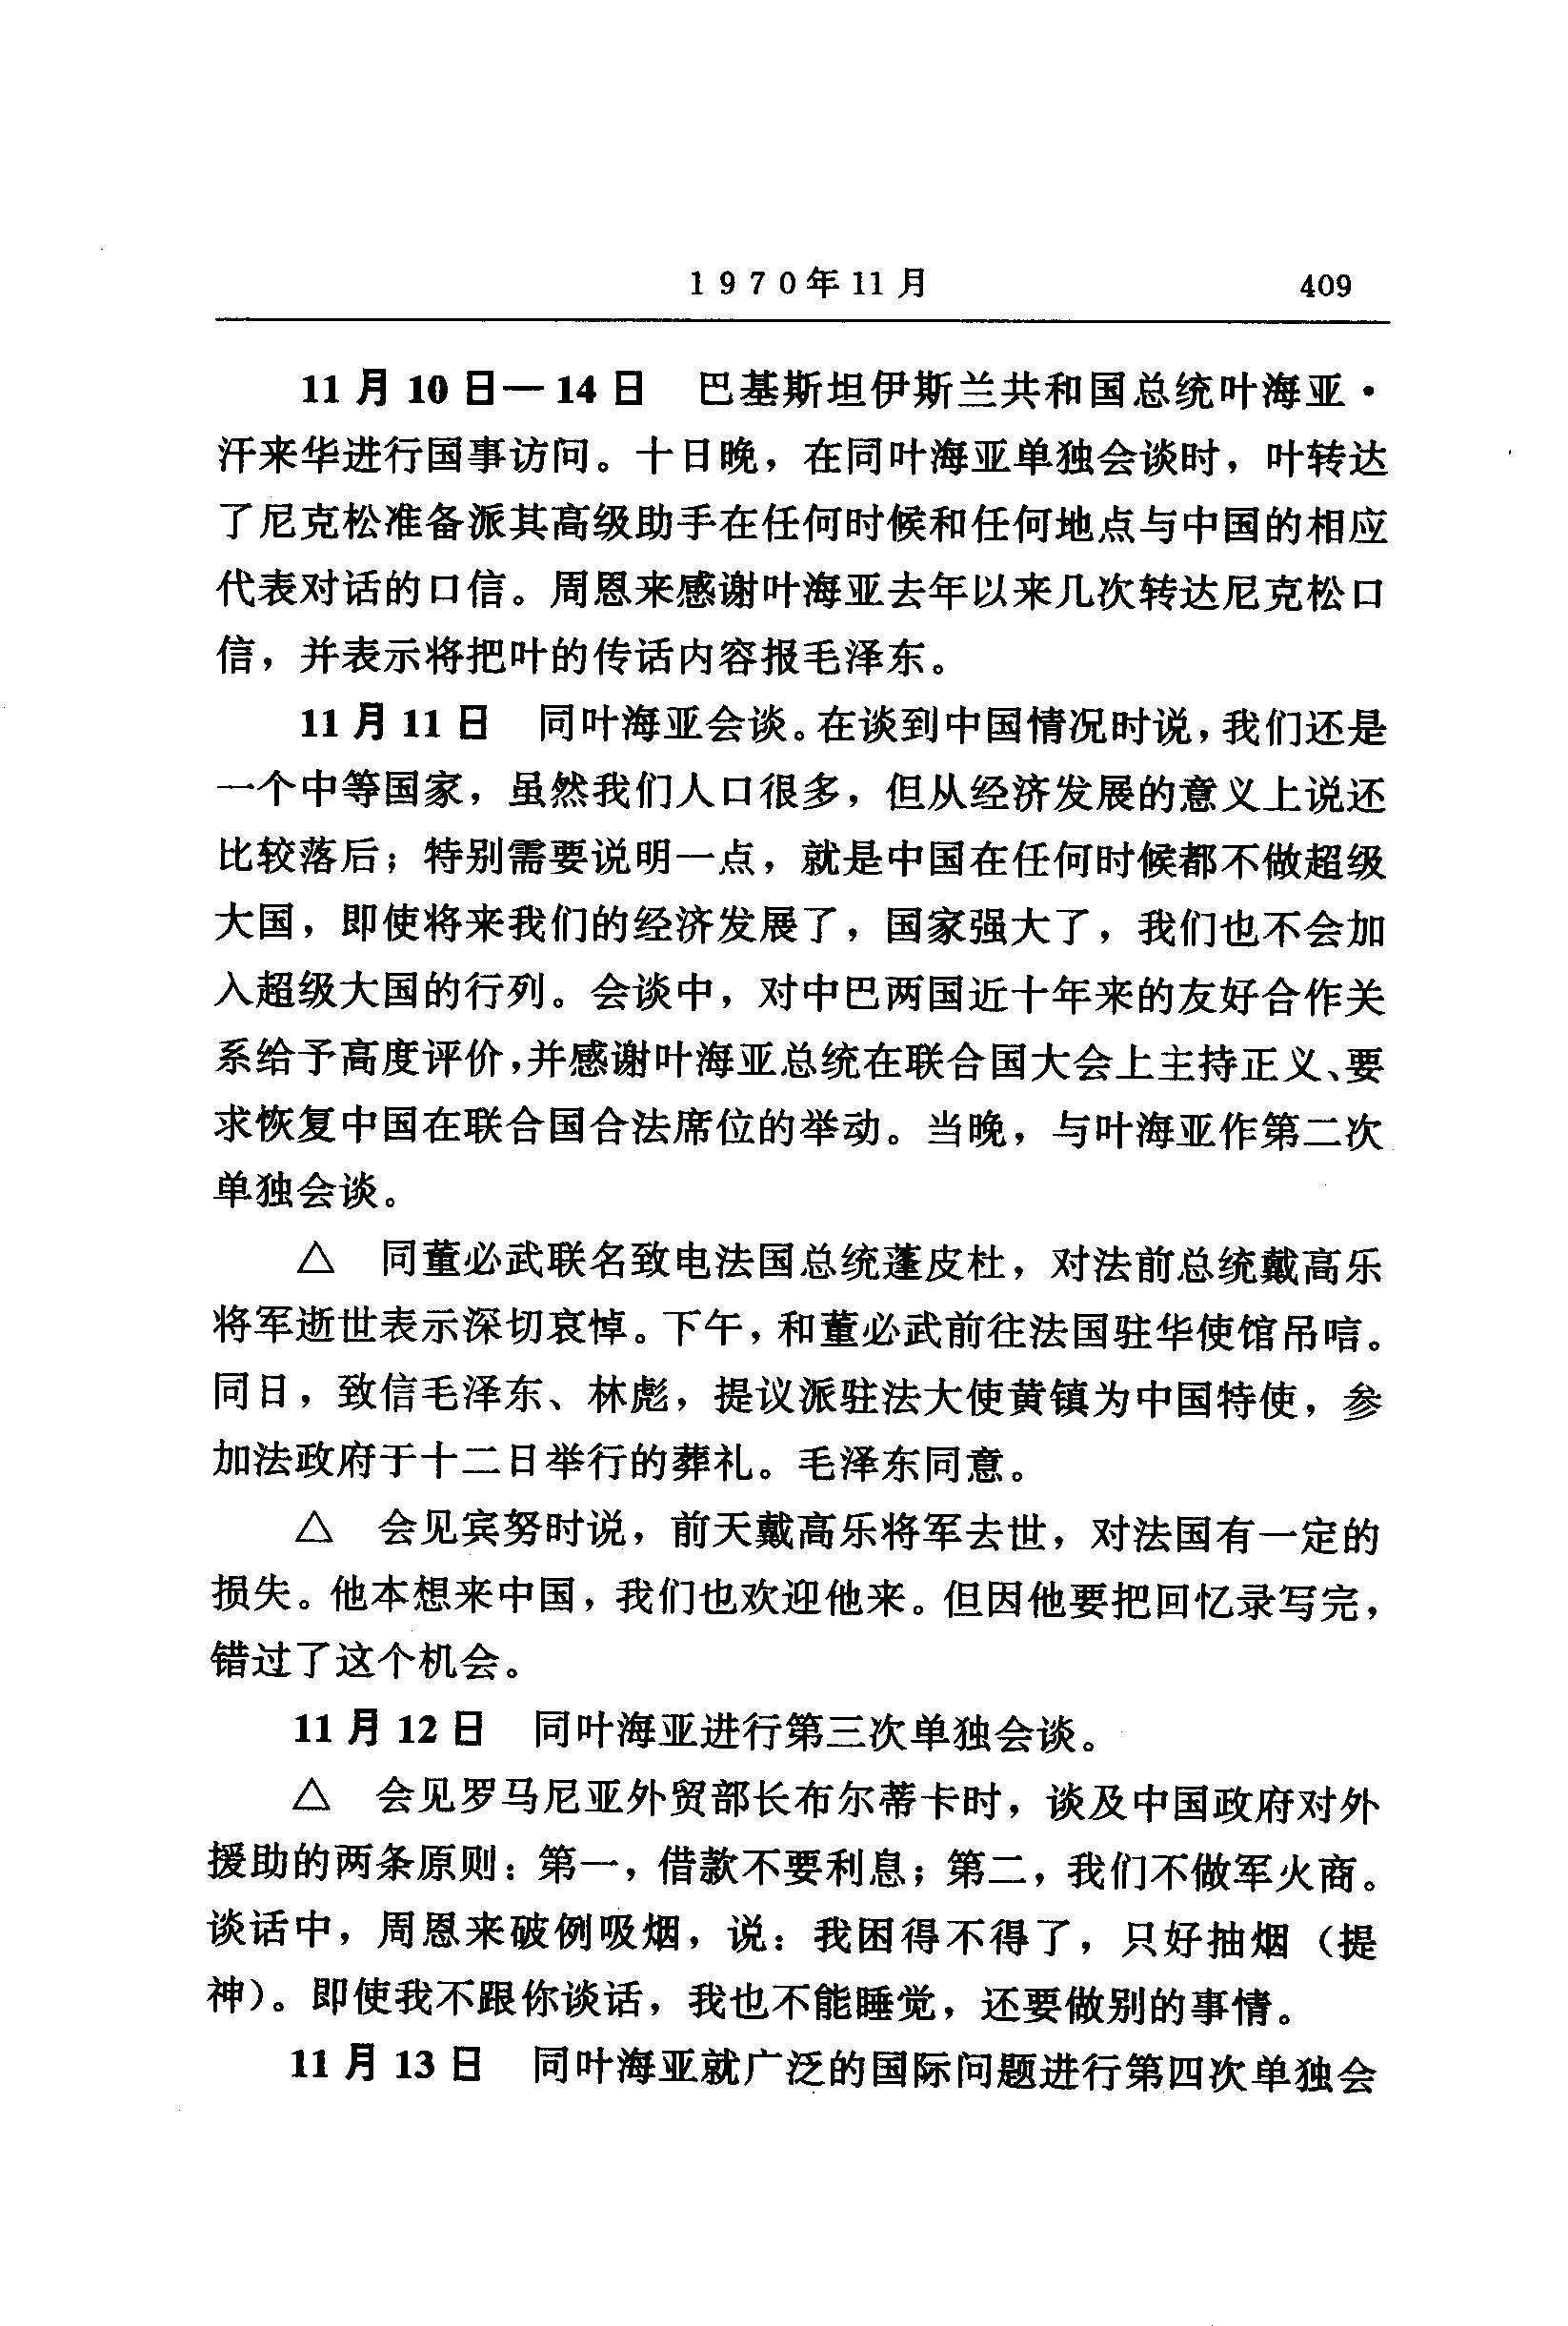 1970年11月 409
11月10日—14日 巴基斯坦伊斯兰共和国总统叶海亚·
汗来华进行国事访问。十日晚，在同叶海亚单独会谈时，叶转达
了尼克松准备派其高级助手在任何时候和任何地点与中国的相应
代表对话的口信。周恩来感谢叶海亚去年以来几次转达尼克松口
信，并表示将把叶的传话内容报毛泽东。
11月11日 同叶海亚会谈。在谈到中国情况时说，我们还是
一个中等国家，虽然我们人口很多，但从经济发展的意义上说还
比较落后；特别需要说明一点，就是中国在任何时候都不做超级
大国，即使将来我们的经济发展了，国家强大了，我们也不会加
入超级大国的行列。会谈中，对中巴两国近十年来的友好合作关
系给予高度评价，并感谢叶海亚总统在联合国大会上主持正义、要
求恢复中国在联合国合法席位的举动。当晚，与叶海亚作第二次
单独会谈。
△ 同董必武联名致电法国总统蓬皮杜，对法前总统戴高乐
将军逝世表示深切哀悼。下午，和董必武前往法国驻华使馆吊唁。
同日，致信毛泽东、林彪，提议派驻法大使黄镇为中国特使，参
加法政府于十二日举行的葬礼。毛泽东同意。
△ 会见宾努时说，前天戴高乐将军去世，对法国有一定的
损失。他本想来中国，我们也欢迎他来。但因他要把回忆录写完，
错过了这个机会。
11月12日 同叶海亚进行第三次单独会谈。
△ 会见罗马尼亚外贸部长布尔蒂卡时，谈及中国政府对外
援助的两条原则：第一，借款不要利息；第二，我们不做军火商。
谈话中，周恩来破例吸烟，说：我困得不得了，只好抽烟（提
神）。即使我不跟你谈话，我也不能睡觉，还要做别的事情。
11月13日 同叶海亚就广泛的国际问题进行第四次单独会